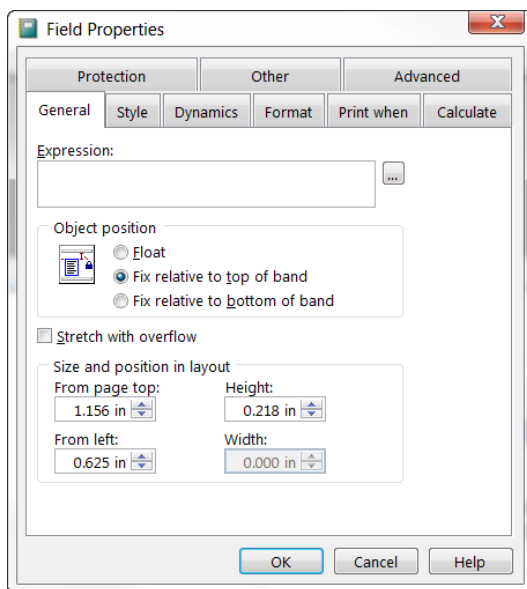 Field Properties
Protection Other Advanced
General Style Dynamics Format Print when Calculate
Expression:
...
Object position
Float
Fix relative to top of band
Fix relative to bottom of band
Stretch with overflow
Size and position in layout
From page top: Height:
1.156 in 0.218 in
From left: Width:
0.625 in 0.000 in
OK Cancel Help